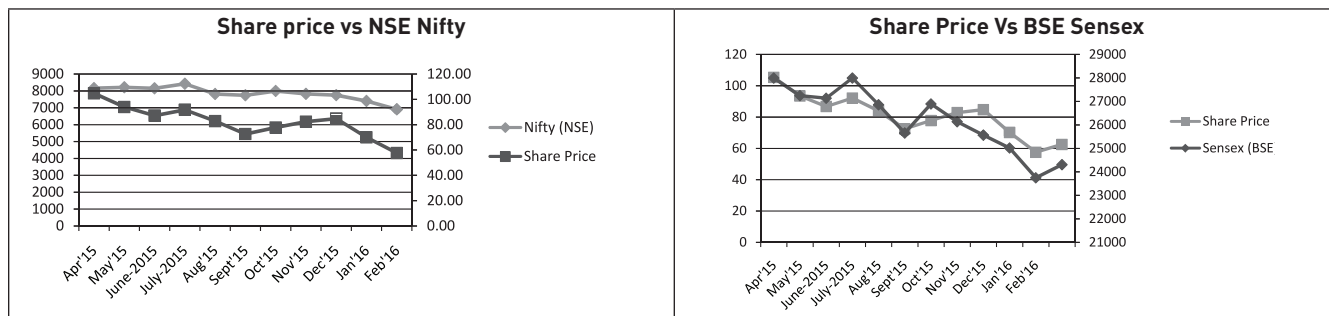 Share price vs NSE Nifty
9000
8000
7000
6000
5000
4000
3000
2000
1000
0
120.00
100.00
80.00
60.00
40.00
20.00
0.00
Nifty (NSE)
Share Price
Apr'15
May'15
June-2015
July-2015
Aug'15
Sept'15
Oct'15
Nov'15
Dec'15
Jan'16
Feb'16
Share Price Vs BSE Sensex
120
100
80
60
40
20
0
29000
28000
27000
26000
25000
24000
23000
22000
21000
Share Price
Sensex (BSE
Apr'15
May'15
June-2015
July-2015
Aug'15
Sept'15
Oct'15
Nov'15
Dec'15
Jan'16
Feb'16